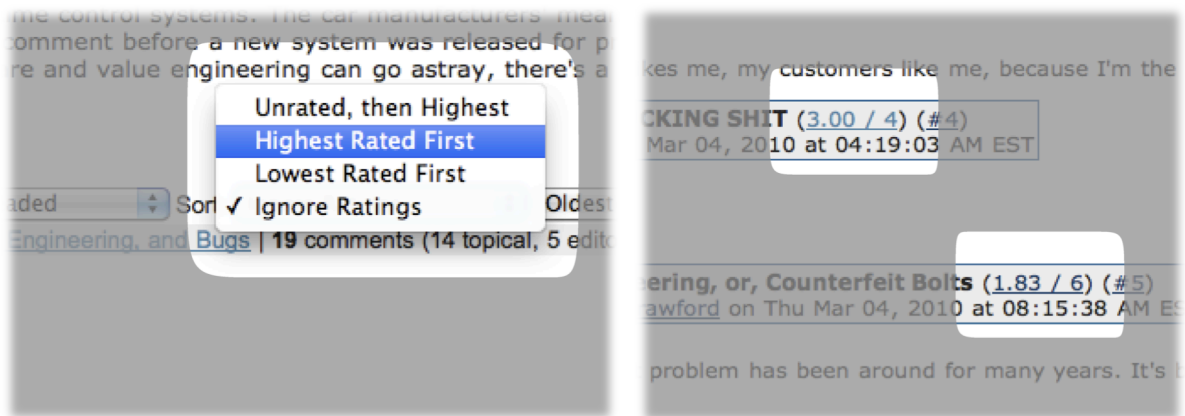 me control systems. The car manufacturers' mea
comment before a new system was released for p
re and value engineering can go astray, there's a
Unrated, then Highest
Highest Rated First
Lowest Rated First
✓ Ignore Ratings
aded Sort Oldest
Engineering, and Bugs | 19 comments (14 topical, 5 edito
kes me, my customers like me, because I'm the
CKING SHIT (3.00 / 4) (#4)
Mar 04, 2010 at 04:19:03 AM EST
eering, or, Counterfeit Bolts (1.83 / 6) (#5)
awford on Thu Mar 04, 2010 at 08:15:38 AM ES
problem has been around for many years. It's b